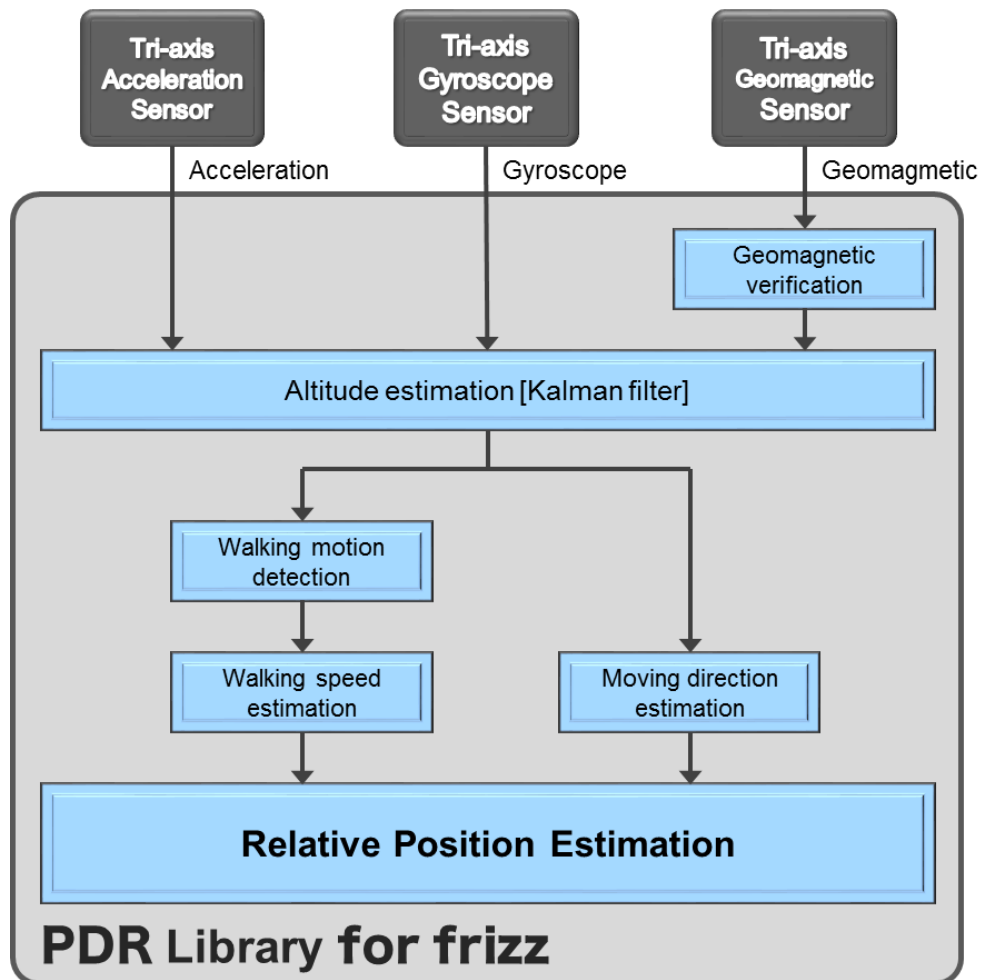 Tri-axis
Acceleration
Sensor
Tri-axis
Gyroscope
Sensor
Tri-axis
Geomagnetic
Sensor
Acceleration
Gyroscope
Geomagmetic
Geomagnetic
verification
Altitude estimation [Kalman filter]
Walking motion
detection
Walking speed
estimation
Moving direction
estimation
Relative Position Estimation
PDR Library for frizz